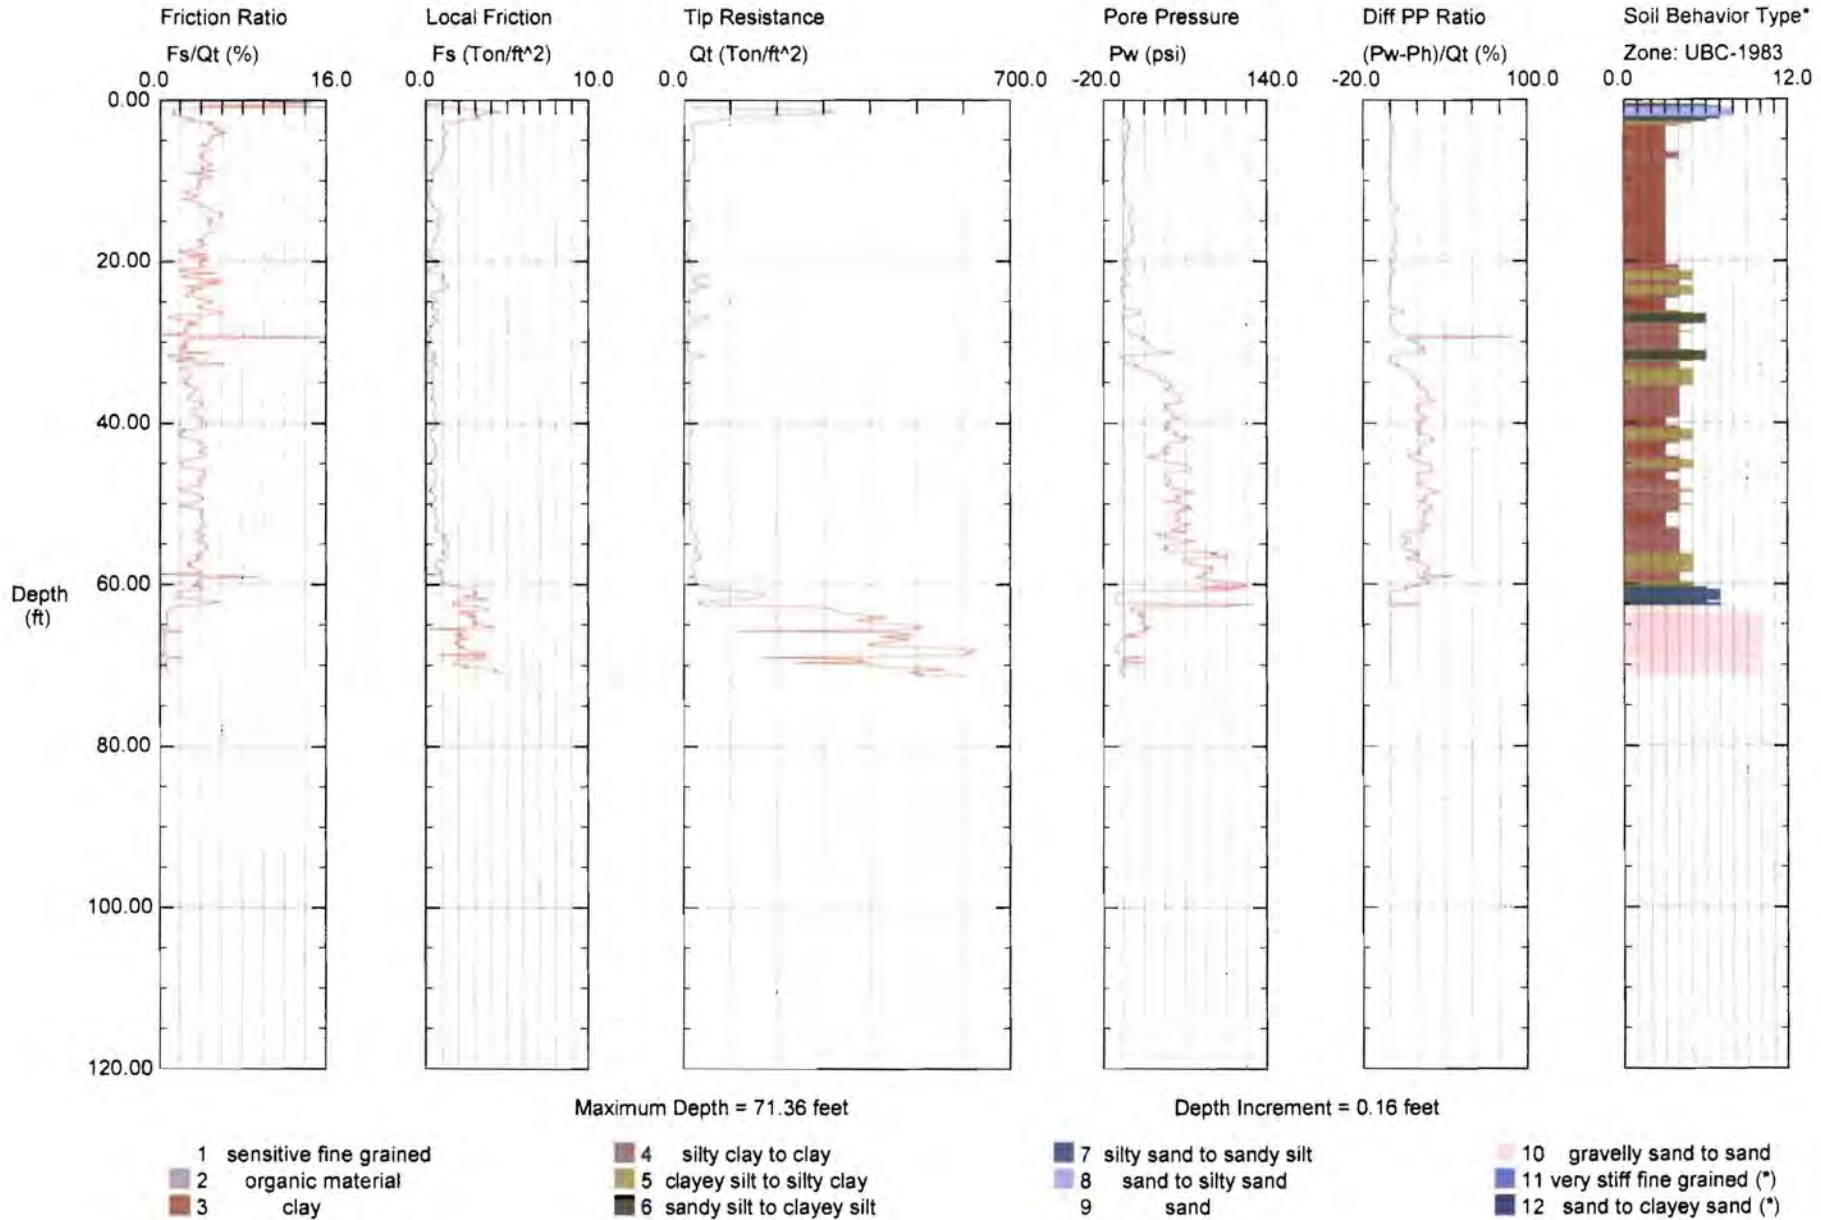 Friction Ratio
Fs/Qt (%)
0.0 16.0
Local Friction
Fs (Ton/ft^2)
0.0 10.0
Tip Resistance
Qt (Ton/ft^2)
0.0 700.0
Pore Pressure
Pw (psi)
-20.0 140.0
Diff PP Ratio
(Pw-Ph)/Qt (%)
-20.0 100.0
Soil Behavior Type*
Zone: UBC-1983
0.0 12.0
0.00
20.00
40.00
60.00
80.00
100.00
120.00
Depth
(ft)
Maximum Depth = 71.36 feet
Depth Increment = 0.16 feet
1 sensitive fine grained
2 organic material
3 clay
4 silty clay to clay
5 clayey silt to silty clay
6 sandy silt to clayey silt
7 silty sand to sandy silt
8 sand to silty sand
9 sand
10 gravelly sand to sand
11 very stiff fine grained (*)
12 sand to clayey sand (*)